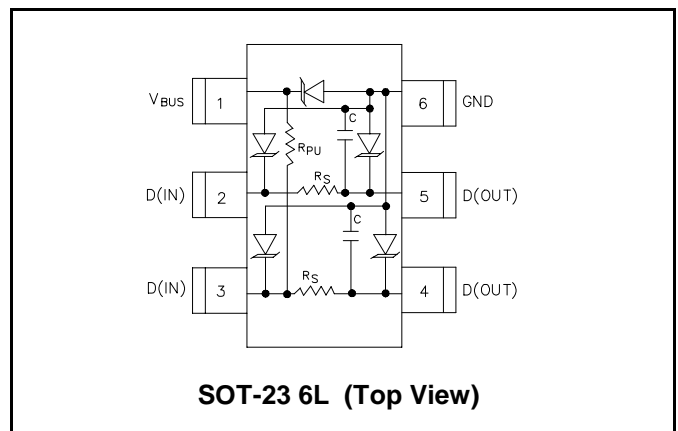 VBUS 1 6 GND
C
RPU
RS
D(IN) 2 5 D(OUT)
C
RS
D(IN) 3 4 D(OUT)
SOT-23 6L (Top View)